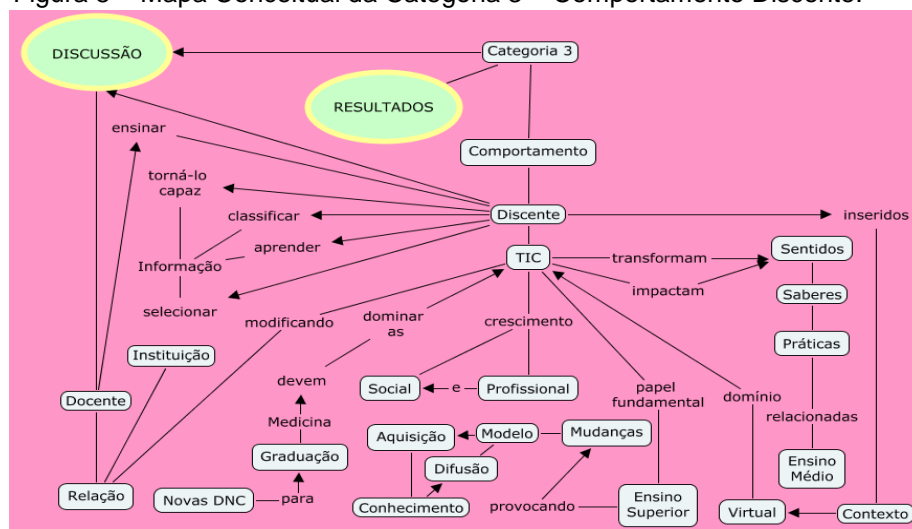 Figura 3 – Mapa Conceitual da Categoria 3 – Comportamento Discente.
DISCUSSÃO
Categoria 3
RESULTADOS
ensinar
Comportamento
torná-lo
capaz
classificar
Discente
inseridos
aprender
Informação
TIC
transformam
Sentidos
impactam
Saberes
selecionar
modificando
dominar
as
crescimento
Práticas
Instituição
devem
Social
e
Profissional
papel
fundamental
domínio
Docente
Medicina
relacionadas
Aquisição
Modelo
Mudanças
Graduação
Difusão
Ensino
Médio
Relação
Novas DNC
para
Conhecimento
provocando
Ensino
Superior
Virtual
Contexto